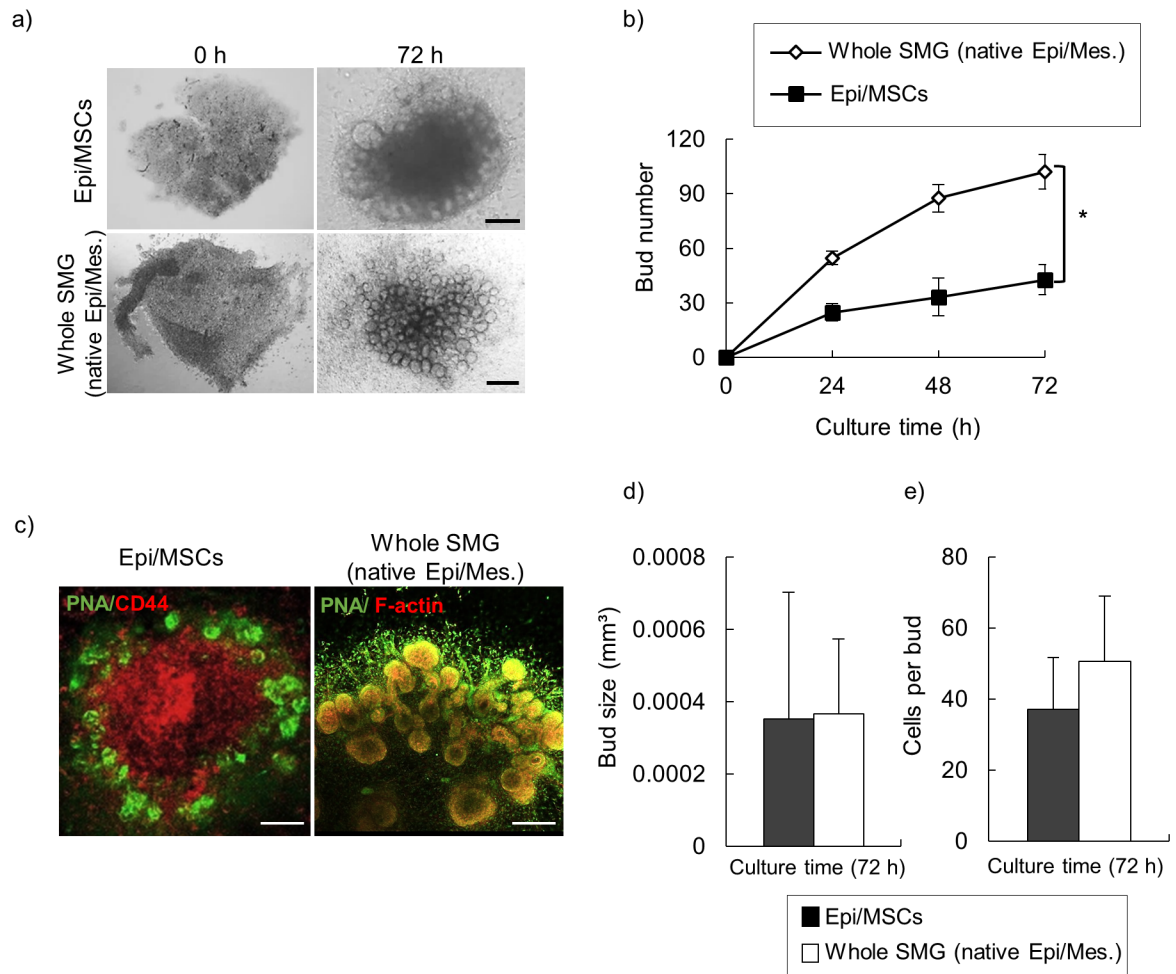 a)
0 h
72 h
Epi/MSCs
Whole SMG
(native Epi/Mes.)
b)
Whole SMG (native Epi/Mes.)
Epi/MSCs
120
90
60
30
0
Bud number
*
0
24
48
72
Culture time (h)
c)
Epi/MSCs
Whole SMG
(native Epi/Mes.)
PNA/CD44
PNA/ F-actin
d)
0.0008
0.0006
0.0004
0.0002
0
Bud size (mm³)
Culture time (72 h)
e)
80
60
40
20
0
Cells per bud
Culture time (72 h)
Epi/MSCs
Whole SMG (native Epi/Mes.)